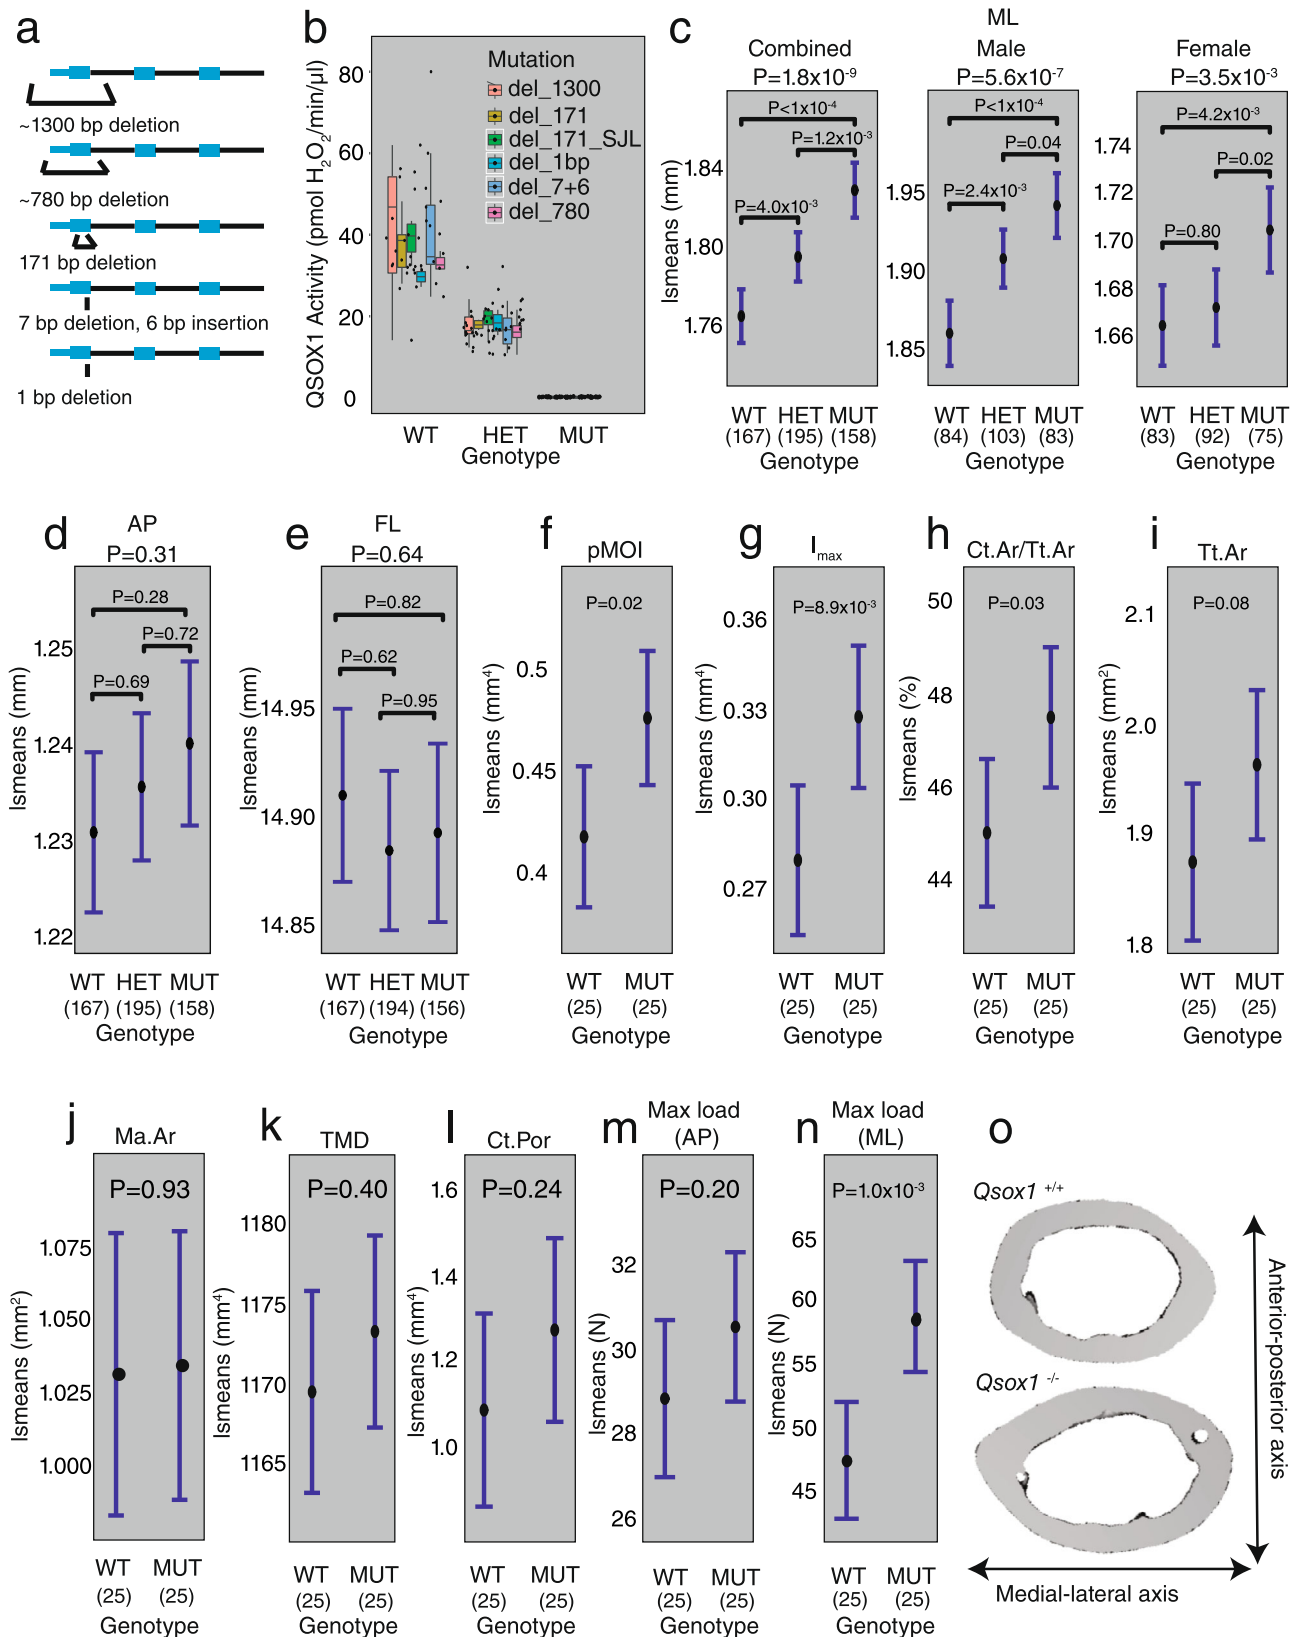 a
~1300 bp deletion
~780 bp deletion
171 bp deletion
7 bp deletion, 6 bp insertion
1 bp deletion
b
QSOX1 Activity (pmol H2O2/min/µl)
80
60
40
20
0
Mutation
del_1300
del_171
del_171_SJL
del_1bp
del_7+6
del_780
WT HET MUT
Genotype
c
ML
Combined
P=1.8x10-9
Male
P=5.6x10-7
Female
P=3.5x10-3
lsmeans (mm)
1.84
1.80
1.76
P<1x10-4
P=1.2x10-3
P=4.0x10-3
WT HET MUT
(167) (195) (158)
Genotype
1.95
1.90
1.85
P<1x10-4
P=0.04
P=2.4x10-3
WT HET MUT
(84) (103) (83)
Genotype
1.74
1.72
1.70
1.68
1.66
P=4.2x10-3
P=0.02
P=0.80
WT HET MUT
(83) (92) (75)
Genotype
d
AP
P=0.31
lsmeans (mm)
1.25
1.24
1.23
1.22
P=0.28
P=0.72
P=0.69
WT HET MUT
(167) (195) (158)
Genotype
e
FL
P=0.64
lsmeans (mm)
14.95
14.90
14.85
P=0.82
P=0.62
P=0.95
WT HET MUT
(167) (194) (156)
Genotype
f
pMOI
P=0.02
lsmeans (mm4)
0.5
0.45
0.4
WT MUT
(25) (25)
Genotype
g
Imax
P=8.9x10-3
lsmeans (mm4)
0.36
0.33
0.30
0.27
WT MUT
(25) (25)
Genotype
h
Ct.Ar/Tt.Ar
P=0.03
lsmeans (%)
50
48
46
44
WT MUT
(25) (25)
Genotype
i
Tt.Ar
P=0.08
lsmeans (mm2)
2.1
2.0
1.9
1.8
WT MUT
(25) (25)
Genotype
j
Ma.Ar
P=0.93
lsmeans (mm2)
1.075
1.050
1.025
1.000
WT MUT
(25) (25)
Genotype
k
TMD
P=0.40
lsmeans (mm4)
1180
1175
1170
1165
WT MUT
(25) (25)
Genotype
l
Ct.Por
P=0.24
lsmeans (mm4)
1.6
1.4
1.2
1.0
WT MUT
(25) (25)
Genotype
m
Max load
(AP)
P=0.20
lsmeans (N)
32
30
28
26
WT MUT
(25) (25)
Genotype
n
Max load
(ML)
P=1.0x10-3
lsmeans (N)
65
60
55
50
45
WT MUT
(25) (25)
Genotype
o
Qsox1 +/+
Qsox1 -/-
Anterior-posterior axis
Medial-lateral axis